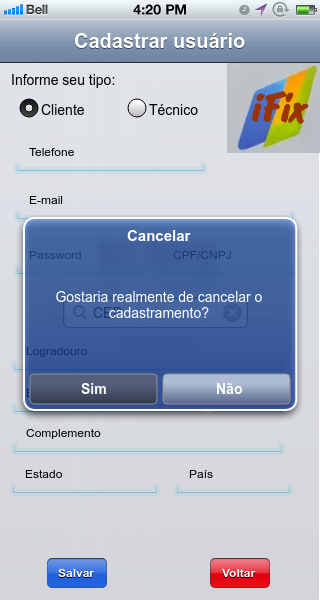 Bell 4:20 PM
Cadastrar usuário
Informe seu tipo:
Cliente Técnico
iFix
Telefone
E-mail
Cancelar
Password CPF/CNPJ
Gostaria realmente de cancelar o
cadastramento?
Logradouro
Sim Não
Complemento
Estado País
Salvar Voltar